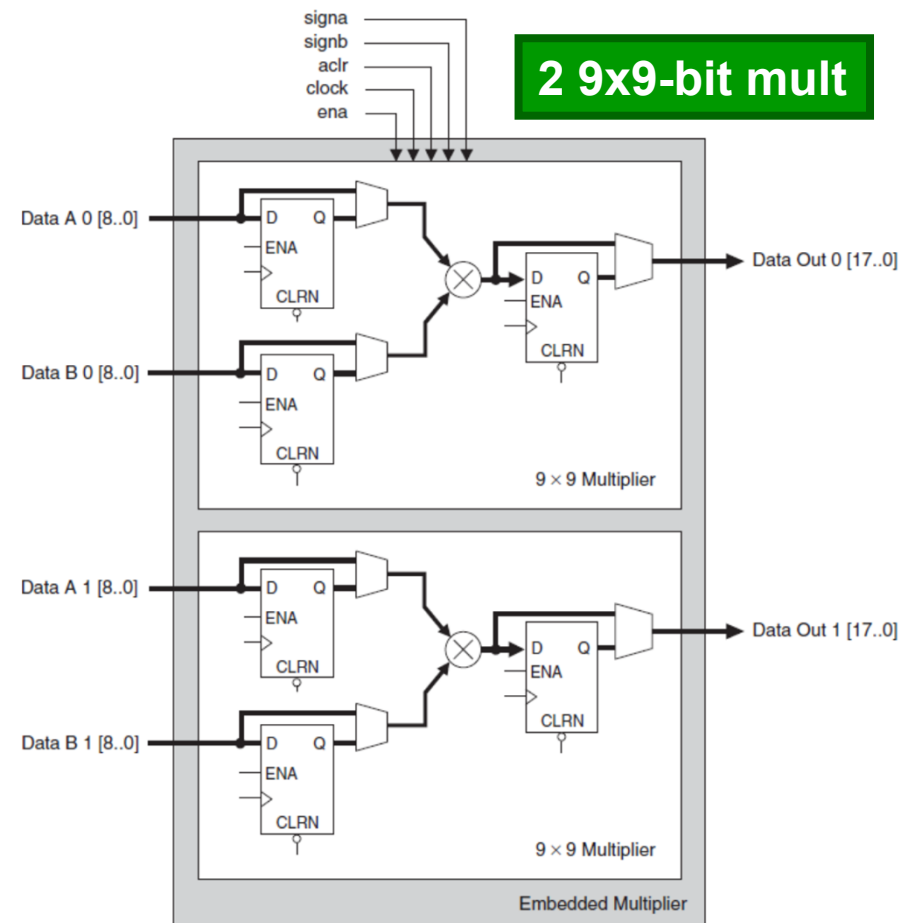 signa
signb
aclr
clock
ena
2 9x9-bit mult
Data A 0 [8..0]
D Q
ENA
CLRN
Data B 0 [8..0]
D Q
ENA
CLRN
D Q
ENA
CLRN
Data Out 0 [17..0]
9 × 9 Multiplier
Data A 1 [8..0]
D Q
ENA
CLRN
Data B 1 [8..0]
D Q
ENA
CLRN
D Q
ENA
CLRN
Data Out 1 [17..0]
9 × 9 Multiplier
Embedded Multiplier